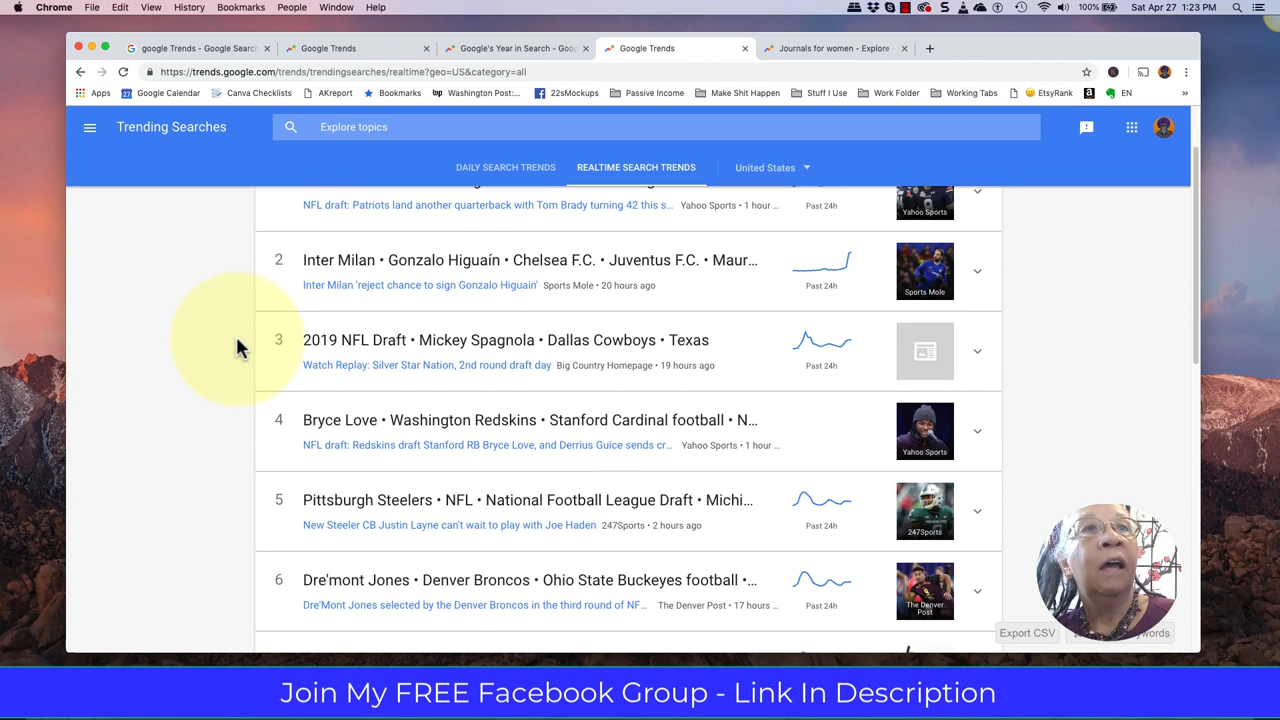 Chrome File Edit View History Bookmarks People Window Help 100% Sat Apr 27 1:23 PM
google Trends - Google Search Google Trends Google's Year in Search - Goog Google Trends Journals for women - Explore -
https://trends.google.com/trends/trendingsearches/realtime?geo=US&category=all
Apps Google Calendar Canva Checklists AKreport Bookmarks Washington Post:... 22sMockups Passive Income Make Shit Happen Stuff I Use Work Folder Working Tabs EtsyRank EN »
Trending Searches Explore topics
DAILY SEARCH TRENDS REALTIME SEARCH TRENDS United States
NFL draft: Patriots land another quarterback with Tom Brady turning 42 this s... Yahoo Sports • 1 hour ... Past 24h Yahoo Sports
2 Inter Milan • Gonzalo Higuaín • Chelsea F.C. • Juventus F.C. • Maur...
Inter Milan 'reject chance to sign Gonzalo Higuain' Sports Mole • 20 hours ago Past 24h Sports Mole
3 2019 NFL Draft • Mickey Spagnola • Dallas Cowboys • Texas
Watch Replay: Silver Star Nation, 2nd round draft day Big Country Homepage • 19 hours ago Past 24h
4 Bryce Love • Washington Redskins • Stanford Cardinal football • N...
NFL draft: Redskins draft Stanford RB Bryce Love, and Derrius Guice sends cr... Yahoo Sports • 1 hour ... Yahoo Sports
5 Pittsburgh Steelers • NFL • National Football League Draft • Michi...
New Steeler CB Justin Layne can't wait to play with Joe Haden 247Sports • 2 hours ago Past 24h 247Sports
6 Dre'mont Jones • Denver Broncos • Ohio State Buckeyes football •...
Dre'Mont Jones selected by the Denver Broncos in the third round of NF... The Denver Post • 17 hours ... Past 24h The Denver Post
Export CSV
Join My FREE Facebook Group - Link In Description